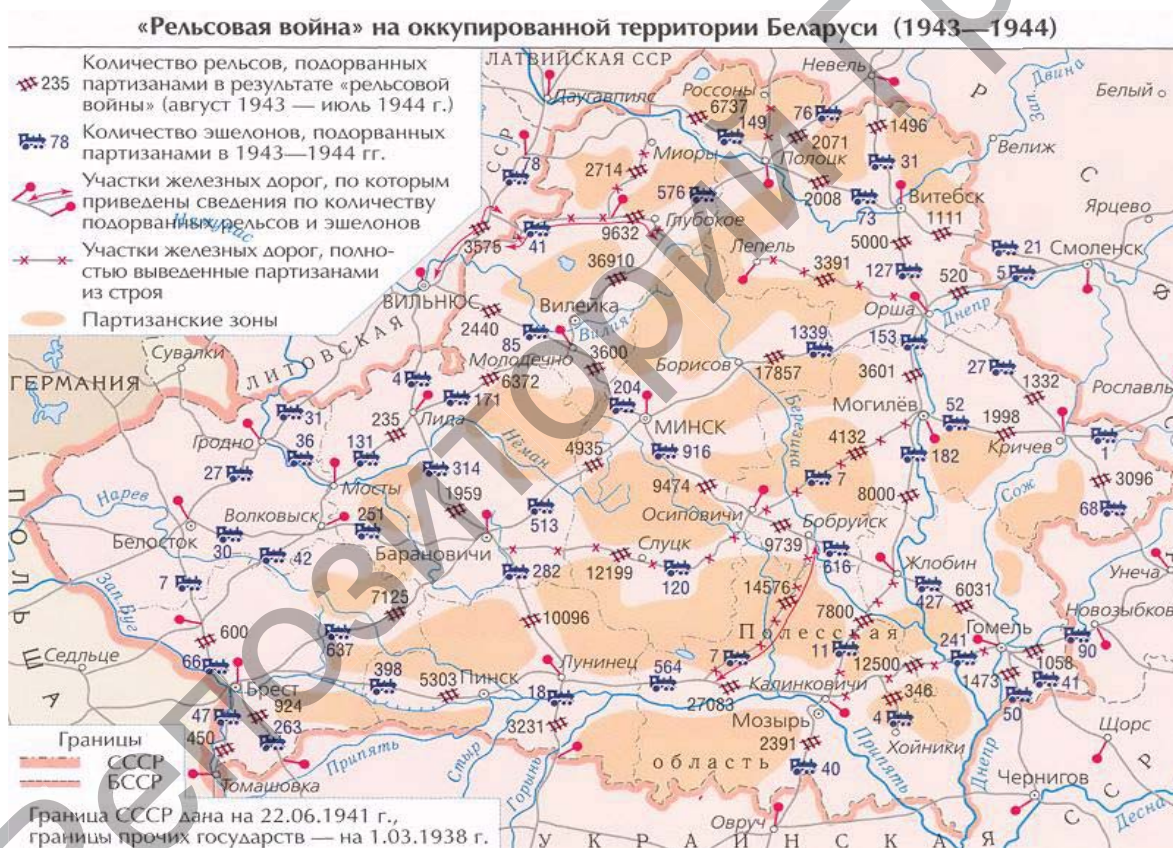 «Рельсовая война» на оккупированной территории Беларуси (1943—1944)
235
Количество рельсов, подорванных
партизанами в результате «рельсовой
войны» (август 1943 — июль 1944 г.)
78
Количество эшелонов, подорванных
партизанами в 1943—1944 гг.
Участки железных дорог, по которым
приведены сведения по количеству
подорванных рельсов и эшелонов
Участки железных дорог, полно-
стью выведенные партизанами
из строя
Партизанские зоны
ЛАТВИЙСКАЯ ССР
Невель
Р
С
Ф
С
Р
Зап. Двина
Белый
Даугавпилс
Россоны
6737
149
76
2071
1496
Велиж
78
2714
Миоры
Полоцк
31
576
2008
73
Витебск
1111
Ярцево
3575
41
9632
Глубокое
Лепель
5000
21
Смоленск
5
36910
3391
127
520
ВИЛЬНЮС
Вилейка
Орша
Днепр
2440
85
Вилия
1339
153
Сувалки
ГЕРМАНИЯ
ЛИТОВСКАЯ
ССР
Молодечно
3600
Борисов
17857
3601
27
1332
Рославль
4
171
6372
204
Могилёв
52
1998
31
235
Лида
МИНСК
Березина
4132
Кричев
Гродно
36
131
Нёман
4935
916
182
1
27
314
9474
7
3096
Нарев
Мосты
1959
8000
Сож
68
Волковыск
251
513
Осиповичи
Бобруйск
Белосток
30
42
Барановичи
Слуцк
9739
616
Жлобин
Унеча
7
Зап. Буг
282
12199
120
427
6031
7125
14576
7800
Новозыбков
600
637
10096
Полесская
241
Гомель
90
Седльце
66
398
Лунинец
564
7
11
12500
1058
Брест
5303
Пинск
18
Калинковичи
1473
41
924
27083
346
50
47
263
3231
Мозырь
4
Хойники
450
2391
Щорс
Припять
Стыр
Горынь
область
40
Припять
Днепр
Томашовка
Чернигов
Десна
Овруч
УКРАИНСКАЯ ССР
ПОЛЬША
Границы
СССР
БССР
Граница СССР дана на 22.06.1941 г.,
границы прочих государств — на 1.03.1938 г.
РЕПОЗИТОРИЙ ГР